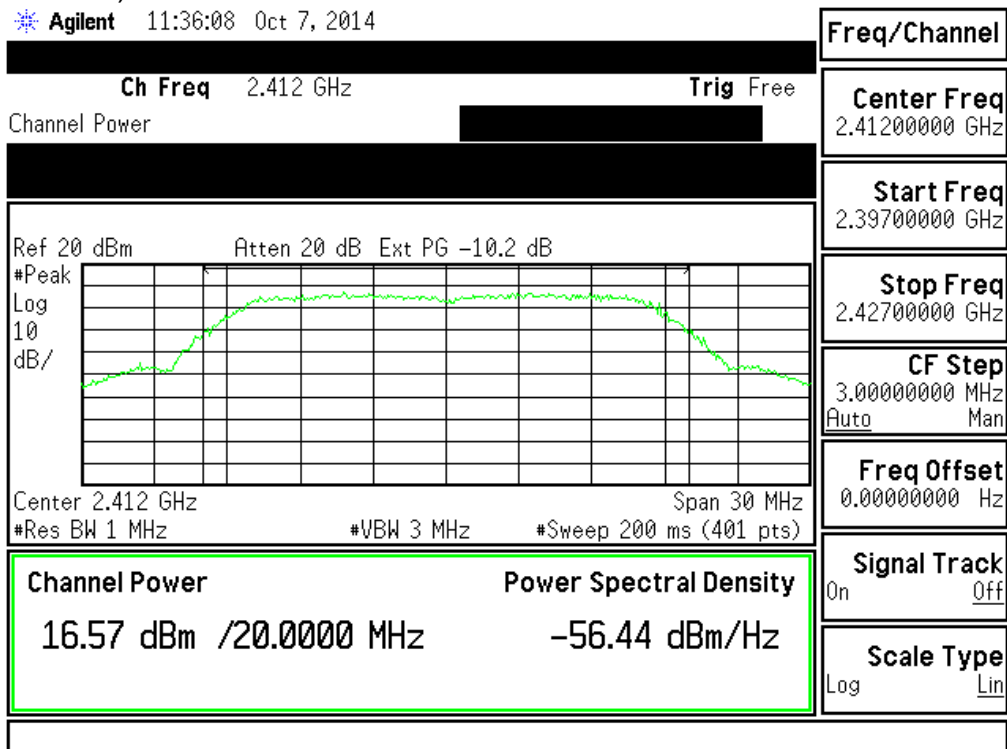 Agilent 11:36:08 Oct 7, 2014
Freq/Channel
Ch Freq 2.412 GHz Trig Free
Channel Power
Center Freq
2.41200000 GHz
Start Freq
2.39700000 GHz
Stop Freq
2.42700000 GHz
CF Step
3.00000000 MHz
Auto Man
Freq Offset
0.00000000 Hz
Signal Track
On Off
Scale Type
Log Lin
Ref 20 dBm Atten 20 dB Ext PG -10.2 dB
#Peak
Log
10
dB/
Center 2.412 GHz Span 30 MHz
#Res BW 1 MHz #VBW 3 MHz #Sweep 200 ms (401 pts)
Channel Power Power Spectral Density
16.57 dBm /20.0000 MHz -56.44 dBm/Hz